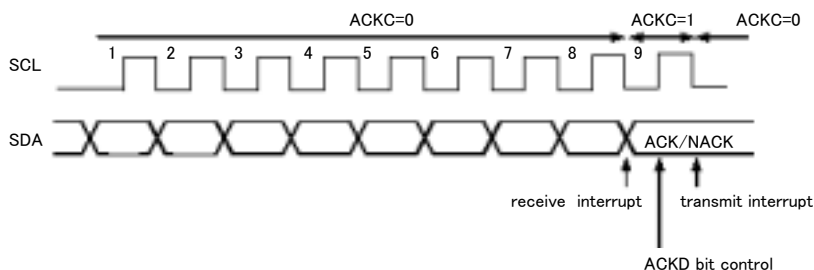 ACKC=0 ACKC=1 ACKC=0
1 2 3 4 5 6 7 8 9
SCL
SDA
ACK/NACK
receive interrupt transmit interrupt
ACKD bit control